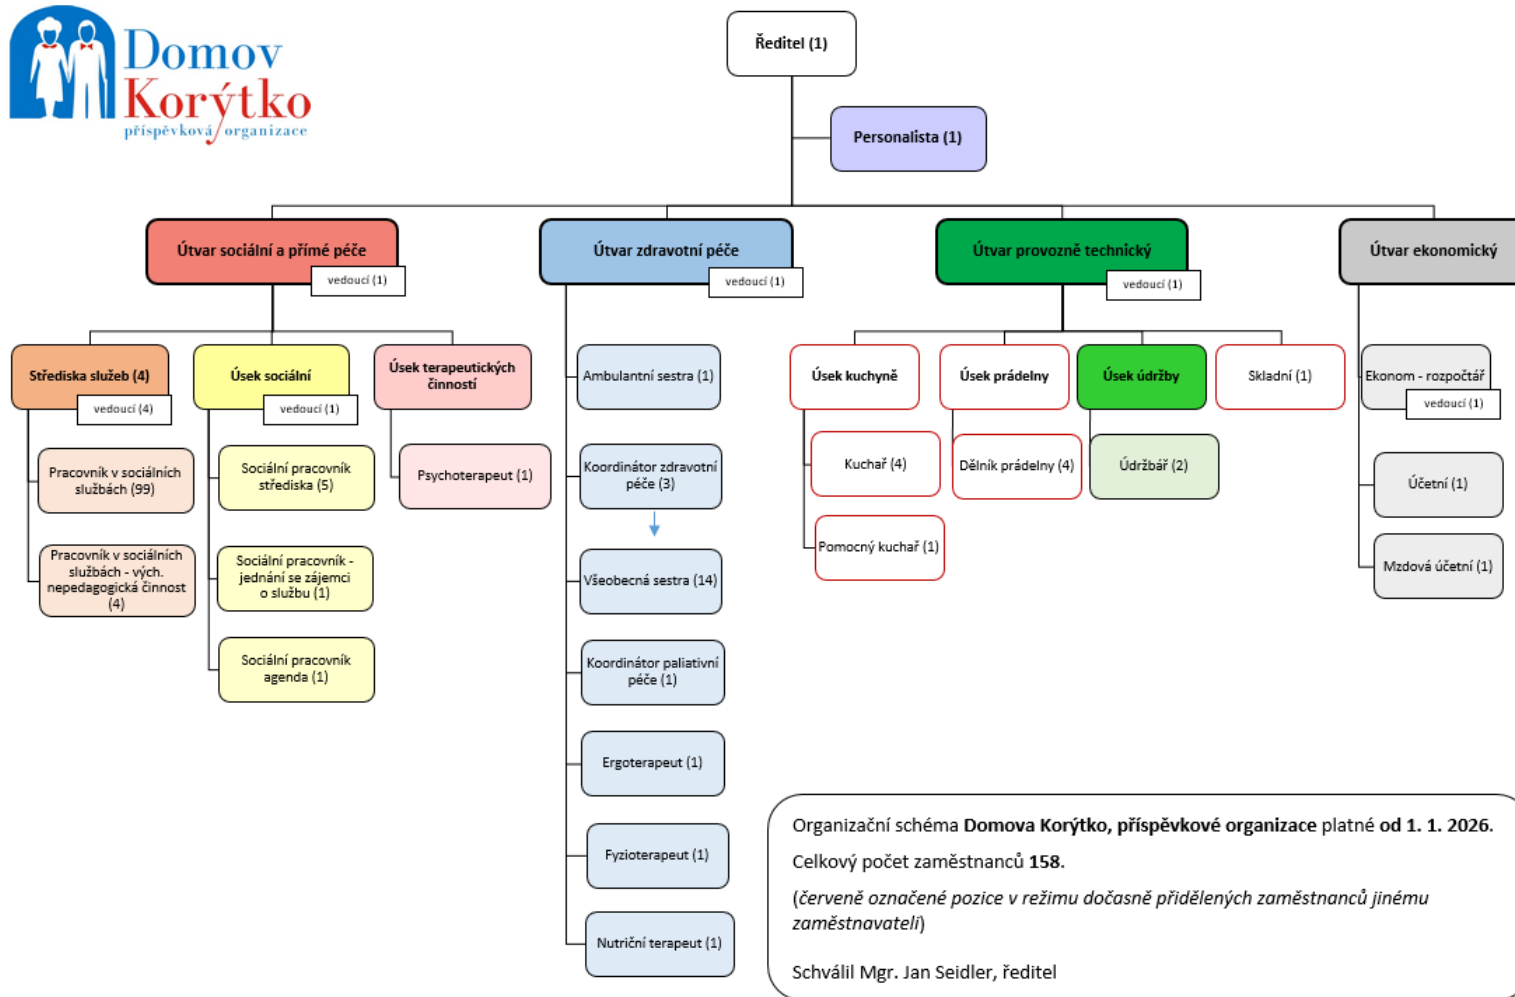 Domov
Korýtko
příspěvková organizace
Ředitel (1)
Personalista (1)
Útvar sociální a přímé péče
vedoucí (1)
Útvar zdravotní péče
vedoucí (1)
Útvar provozně technický
vedoucí (1)
Útvar ekonomický
Střediska služeb (4)
vedoucí (4)
Úsek sociální
vedoucí (1)
Úsek terapeutických
činností
Pracovník v sociálních
službách (99)
Pracovník v sociálních
službách - vých.
nepedagogická činnost
(4)
Sociální pracovník
střediska (5)
Sociální pracovník -
jednání se zájemci
o službu (1)
Sociální pracovník
agenda (1)
Psychoterapeut (1)
Ambulantní sestra (1)
Koordinátor zdravotní
péče (3)
Všeobecná sestra (14)
Koordinátor paliativní
péče (1)
Ergoterapeut (1)
Fyzioterapeut (1)
Nutriční terapeut (1)
Úsek kuchyně
Kuchař (4)
Pomocný kuchař (1)
Úsek prádelny
Dělník prádelny (4)
Úsek údržby
Údržbář (2)
Skladní (1)
Ekonom - rozpočtář
vedoucí (1)
Účetní (1)
Mzdová účetní (1)
Organizační schéma Domova Korýtko, příspěvkové organizace platné od 1. 1. 2026.
Celkový počet zaměstnanců 158.
(červeně označené pozice v režimu dočasně přidělených zaměstnanců jinému
zaměstnavateli)
Schválil Mgr. Jan Seidler, ředitel